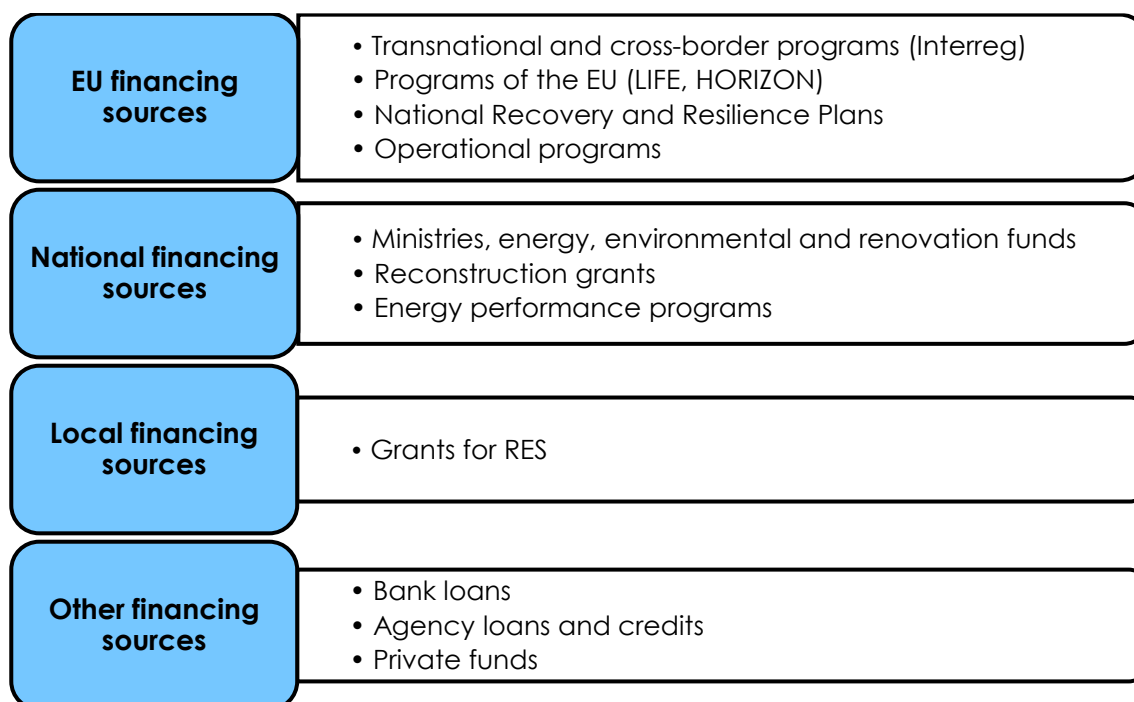 EU financing
sources
• Transnational and cross-border programs (Interreg)
• Programs of the EU (LIFE, HORIZON)
• National Recovery and Resilience Plans
• Operational programs
National financing
sources
• Ministries, energy, environmental and renovation funds
• Reconstruction grants
• Energy performance programs
Local financing
sources
• Grants for RES
Other financing
sources
• Bank loans
• Agency loans and credits
• Private funds